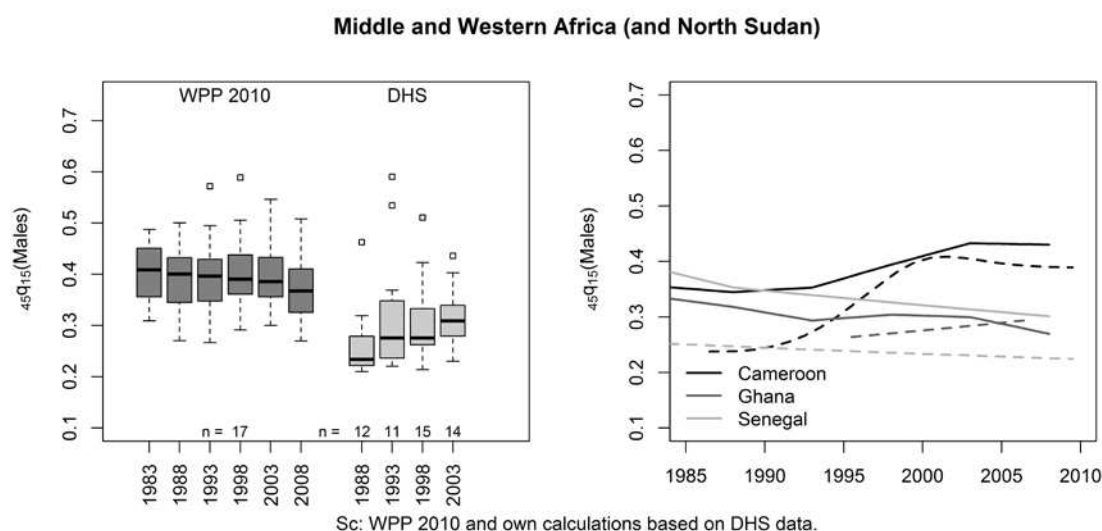 Middle and Western Africa (and North Sudan)
WPP 2010 DHS
45q15(Males)
0.7
0.6
0.5
0.4
0.3
0.2
0.1
n = 17 n = 12 11 15 14
1983 1988 1993 1998 2003 2008 1988 1993 1998 2003
45q15(Males)
0.7
0.6
0.5
0.4
0.3
0.2
0.1
Cameroon
Ghana
Senegal
1985 1990 1995 2000 2005 2010
Sc: WPP 2010 and own calculations based on DHS data.